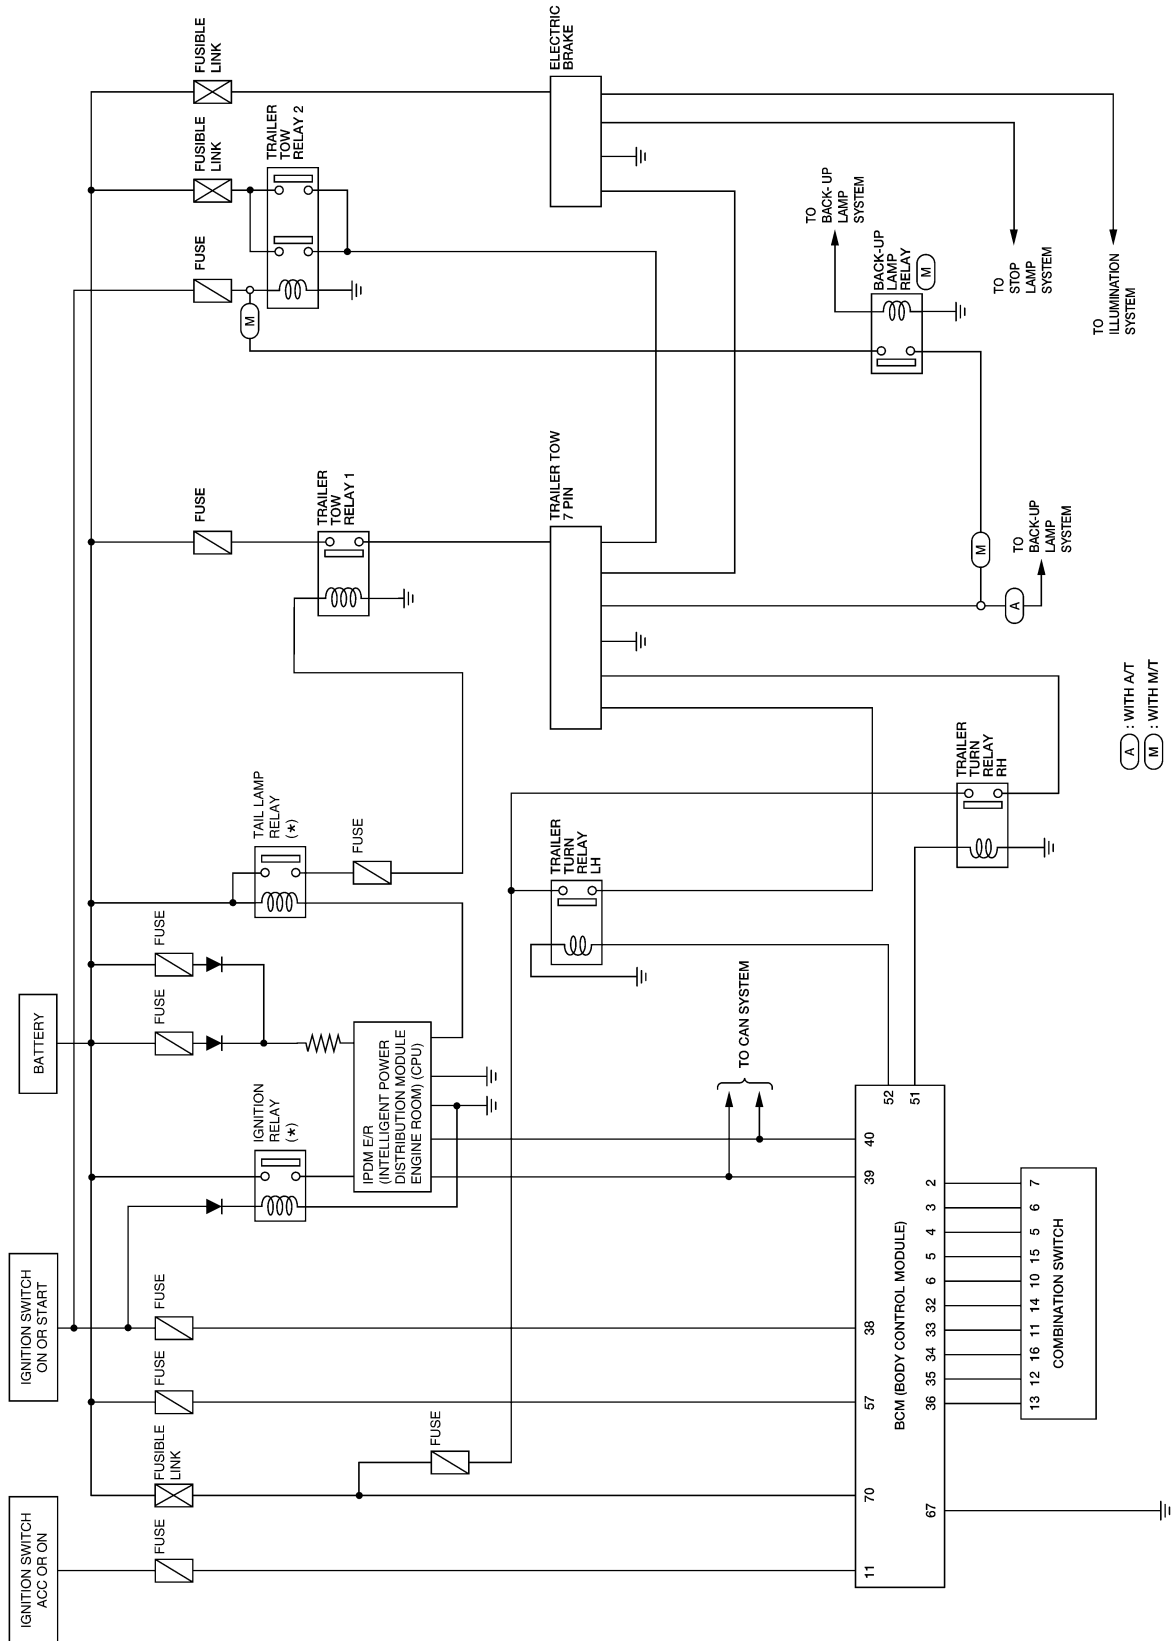 IGNITION SWITCH
ACC OR ON
IGNITION SWITCH
ON OR START
BATTERY
FUSE
FUSIBLE
LINK
FUSE
FUSE
FUSE
IGNITION
RELAY
(*)
FUSE
FUSE
TAIL LAMP
RELAY
(*)
FUSE
IPDM E/R
(INTELLIGENT POWER
DISTRIBUTION MODULE
ENGINE ROOM) (CPU)
FUSE
TRAILER
TOW
RELAY 1
FUSE
M
FUSIBLE
LINK
TRAILER
TOW
RELAY 2
FUSIBLE
LINK
ELECTRIC
BRAKE
TRAILER TOW
7 PIN
TRAILER
TURN
RELAY
LH
TRAILER
TURN
RELAY
RH
TO CAN SYSTEM
TO
BACK- UP
LAMP
SYSTEM
BACK-UP
LAMP
RELAY
M
TO
STOP
LAMP
SYSTEM
TO
ILLUMINATION
SYSTEM
M
A
TO
BACK-UP
LAMP
SYSTEM
11
70
57
38
39
40
52
51
BCM (BODY CONTROL MODULE)
67
36
35
34
33
32
6
5
4
3
2
13
12
16
11
14
10
15
5
6
7
COMBINATION SWITCH
A : WITH A/T
M : WITH M/T